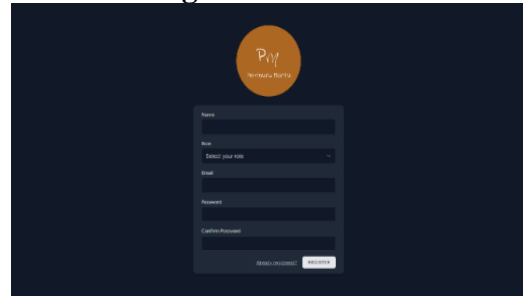 PM
Name
Role
Select your role
Email
Password
Confirm Password
Already registered?
REGISTER